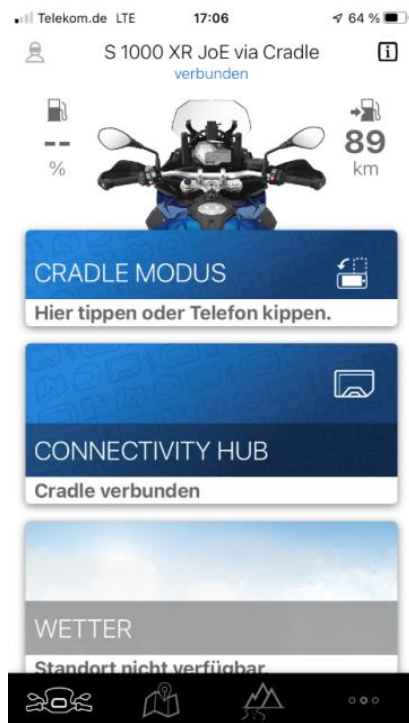 Telekom.de LTE 17:06 64 %
S 1000 XR JoE via Cradle
verbunden
-- 89
% km
CRADLE MODUS
Hier tippen oder Telefon kippen.
CONNECTIVITY HUB
Cradle verbunden
WETTER
Standort nicht verfügbar.